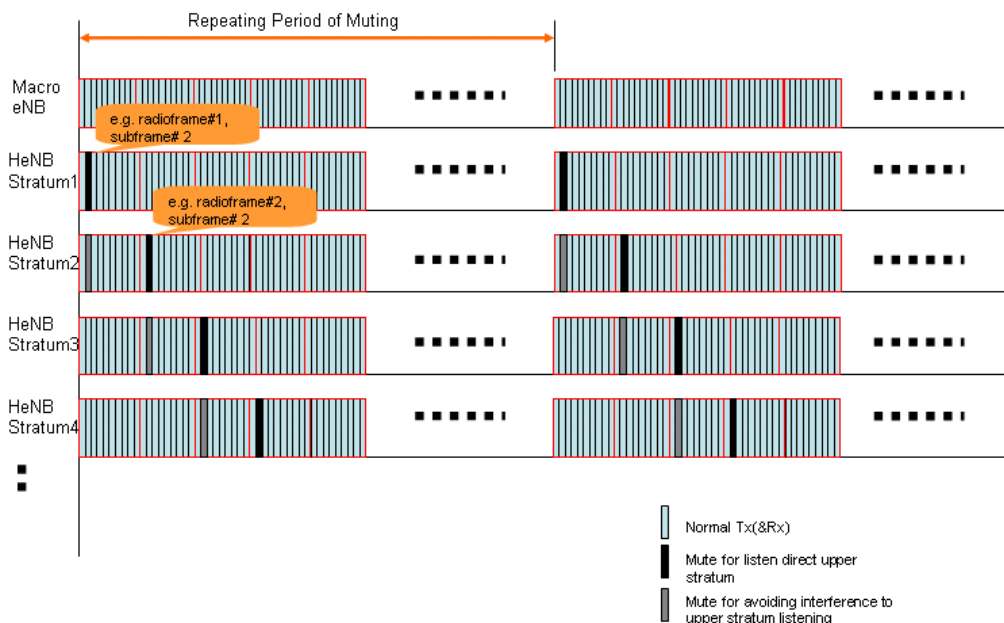 Repeating Period of Muting
Macro
eNB
e.g. radioframe#1,
subframe# 2
HeNB
Stratum1
e.g. radioframe#2,
subframe# 2
HeNB
Stratum2
HeNB
Stratum3
HeNB
Stratum4
Normal Tx(&Rx)
Mute for listen direct upper
stratum
Mute for avoiding interference to
upper stratum listening